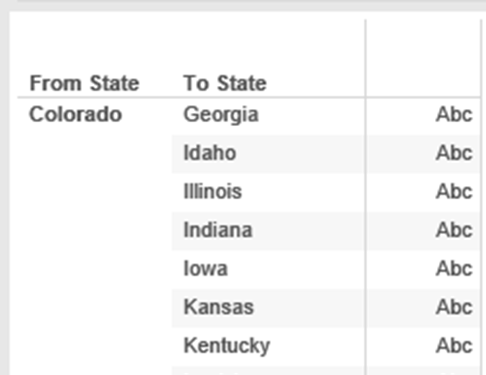 From State To State
Colorado Georgia Abc
Idaho Abc
Illinois Abc
Indiana Abc
Iowa Abc
Kansas Abc
Kentucky Abc